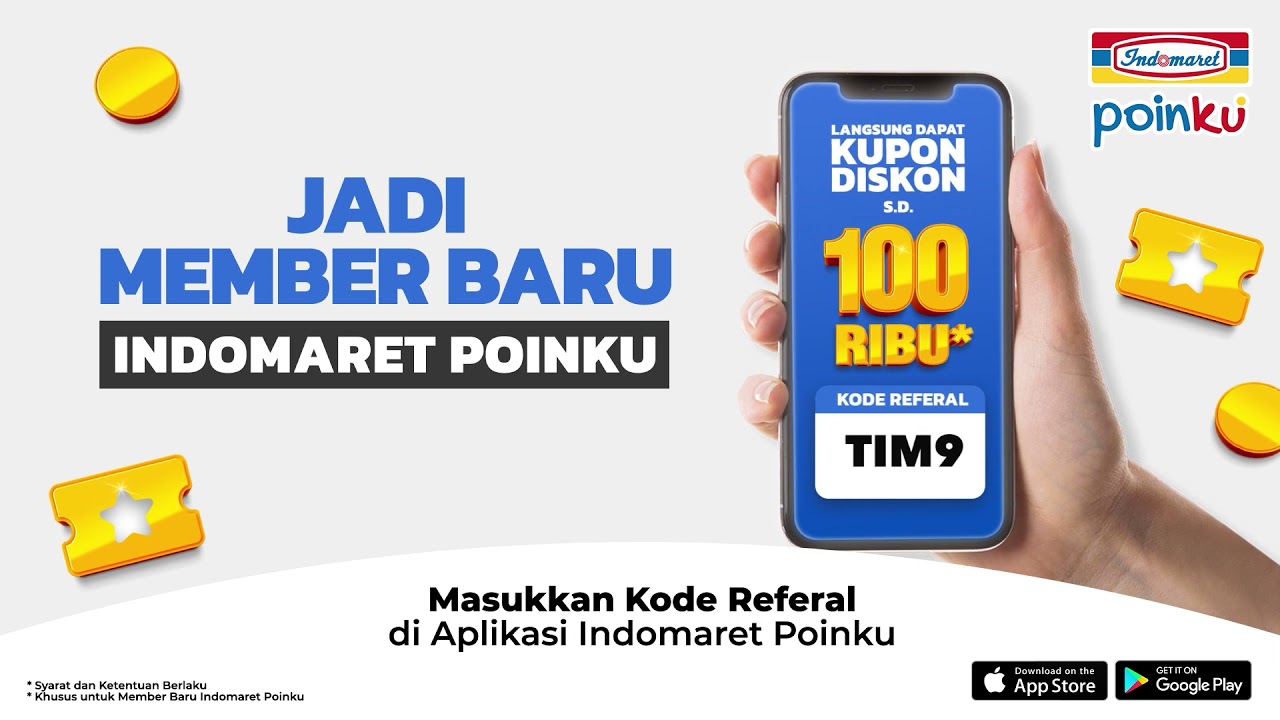 Indomaret
poinku
JADI
MEMBER BARU
INDOMARET POINKU
LANGSUNG DAPAT
KUPON
DISKON
S.D.
100
RIBU*
KODE REFERAL
TIM9
Masukkan Kode Referal
di Aplikasi Indomaret Poinku
* Syarat dan Ketentuan Berlaku
* Khusus untuk Member Baru Indomaret Poinku
Download on the
App Store
GET IT ON
Google Play